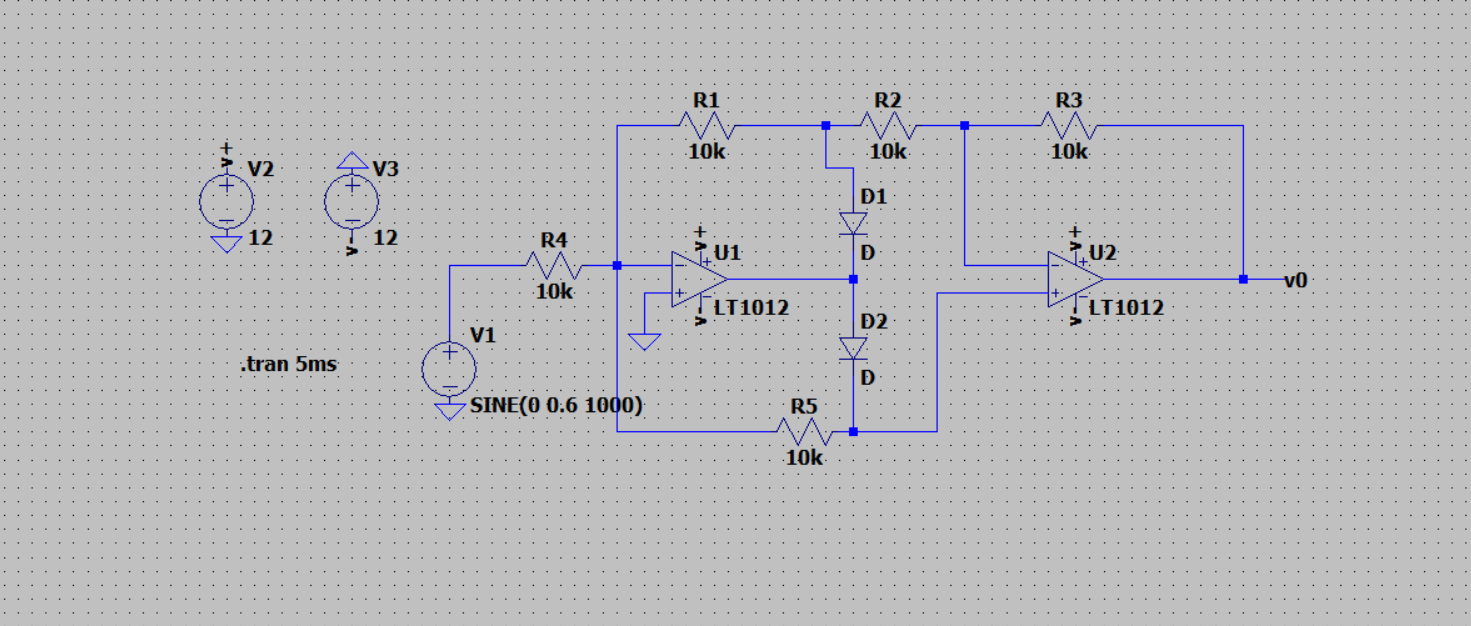 R1
R2
R3
10k
10k
10k
v+
V2
12
V3
v-
12
D1
D
R4
10k
v+
U1
LT1012
v-
v+
U2
LT1012
v-
v0
V1
SINE(0 0.6 1000)
.tran 5ms
D2
D
R5
10k